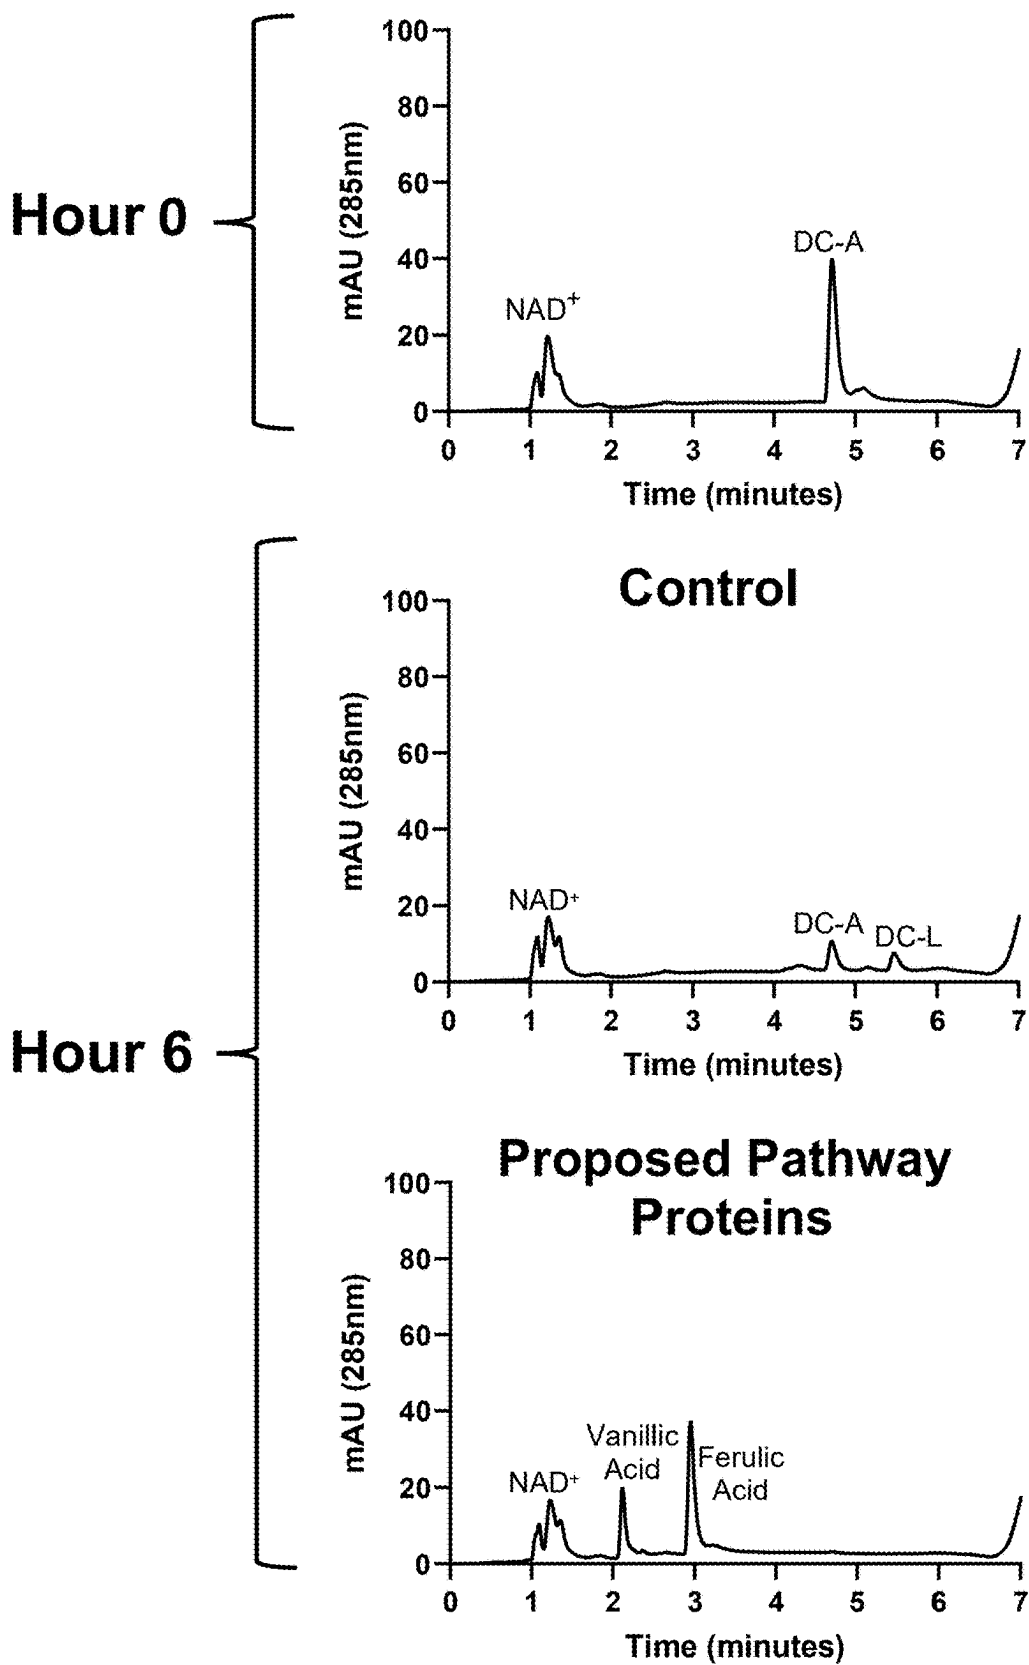 Hour 0
mAU (285nm)
100
80
60
40
20
0
NAD+
DC-A
0 1 2 3 4 5 6 7
Time (minutes)
Hour 6
Control
mAU (285nm)
100
80
60
40
20
0
NAD+
DC-A DC-L
0 1 2 3 4 5 6 7
Time (minutes)
Proposed Pathway
Proteins
mAU (285nm)
100
80
60
40
20
0
NAD+
Vanillic
Acid
Ferulic
Acid
0 1 2 3 4 5 6 7
Time (minutes)